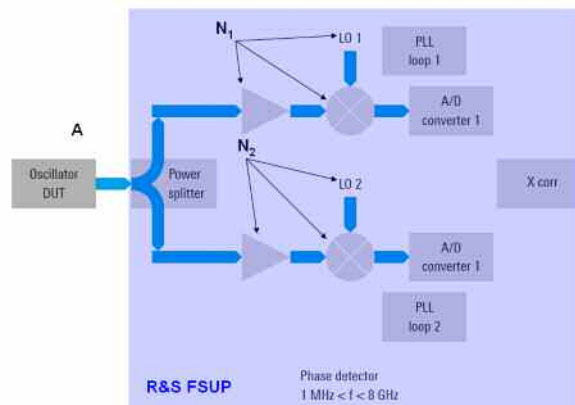 N1
LO 1
PLL
loop 1
A
A/D
converter 1
N2
Oscillator
DUT
Power
splitter
LO 2
X corr
A/D
converter 1
PLL
loop 2
R&S FSUP
Phase detector
1 MHz < f < 8 GHz